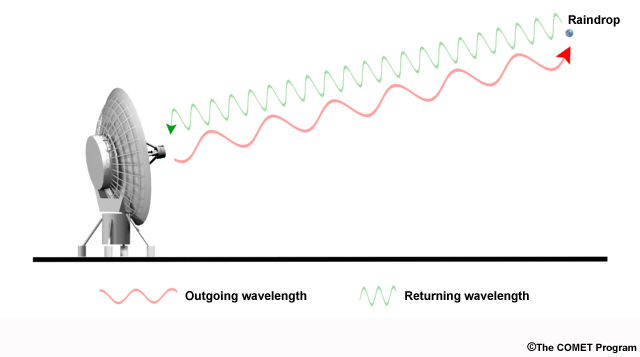 Raindrop
Outgoing wavelength
Returning wavelength
©The COMET Program